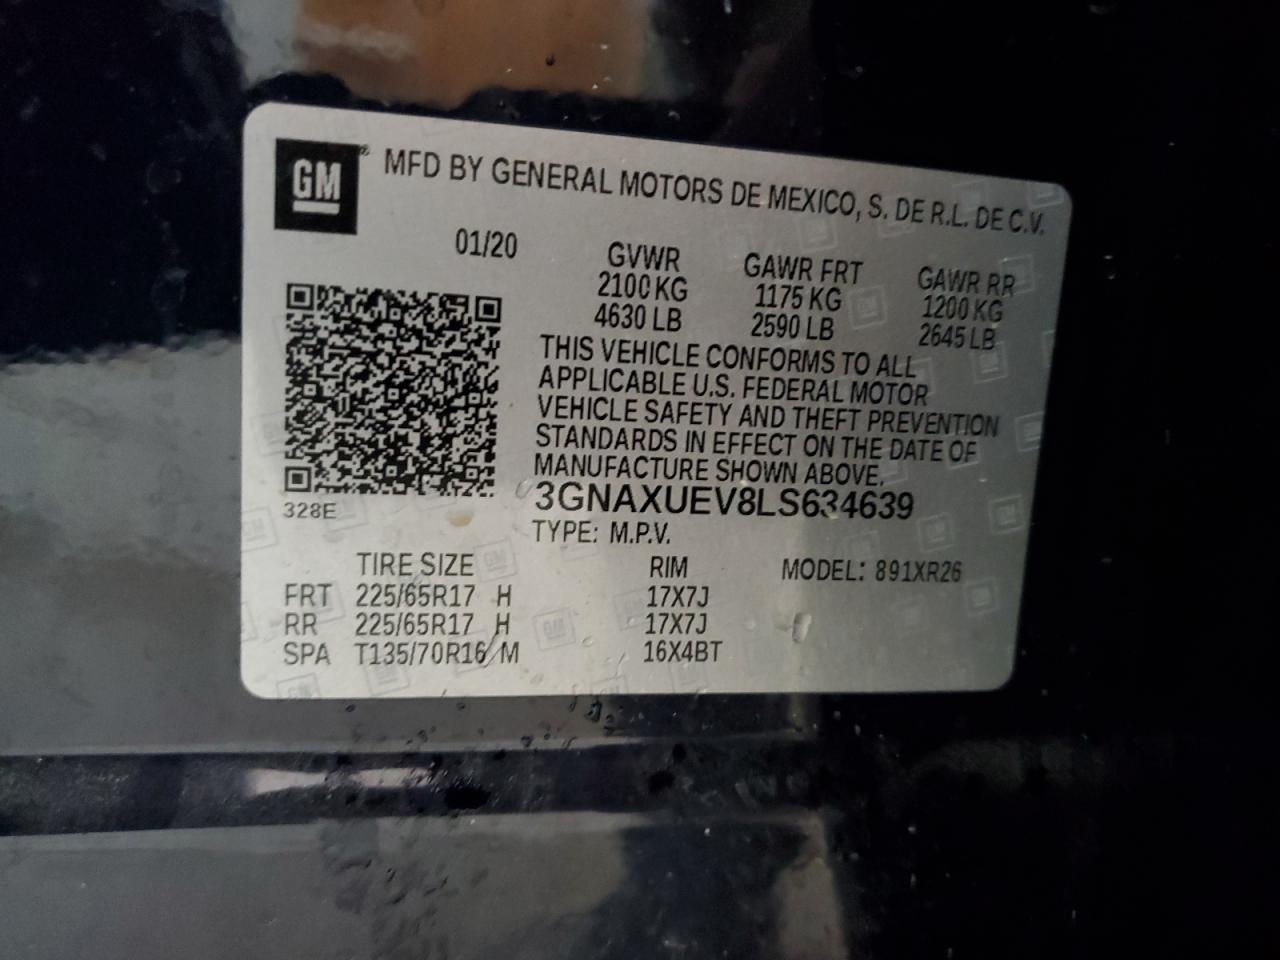 GM® MFD BY GENERAL MOTORS DE MEXICO, S. DE R.L. DE C.V.
01/20 GVWR GAWR FRT GAWR RR
2100 KG 1175 KG 1200 KG
4630 LB 2590 LB 2645 LB
THIS VEHICLE CONFORMS TO ALL
APPLICABLE U.S. FEDERAL MOTOR
VEHICLE SAFETY AND THEFT PREVENTION
STANDARDS IN EFFECT ON THE DATE OF
MANUFACTURE SHOWN ABOVE.
3GNAXUEV8LS634639
328E
TYPE: M.P.V.
TIRE SIZE RIM MODEL: 891XR26
FRT 225/65R17 H 17X7J
RR 225/65R17 H 17X7J
SPA T135/70R16 M 16X4BT